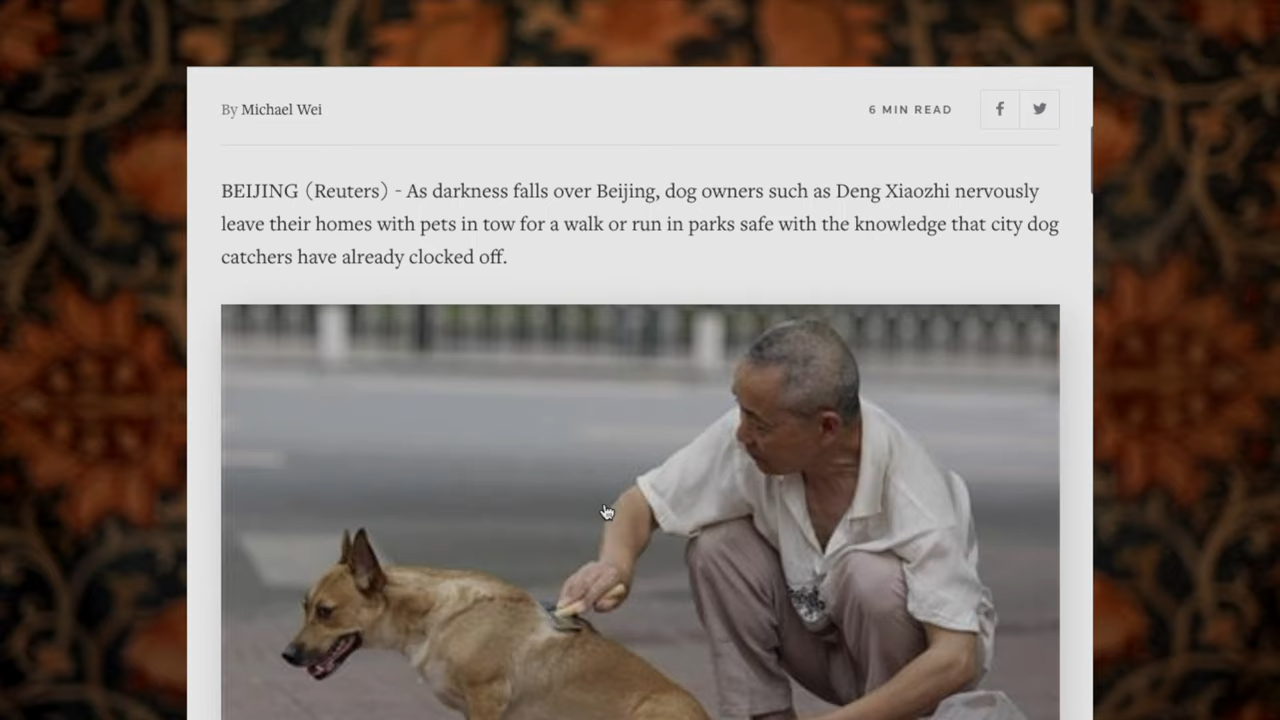 By Michael Wei
6 MIN READ
BEIJING (Reuters) - As darkness falls over Beijing, dog owners such as Deng Xiaozhi nervously
leave their homes with pets in tow for a walk or run in parks safe with the knowledge that city dog
catchers have already clocked off.